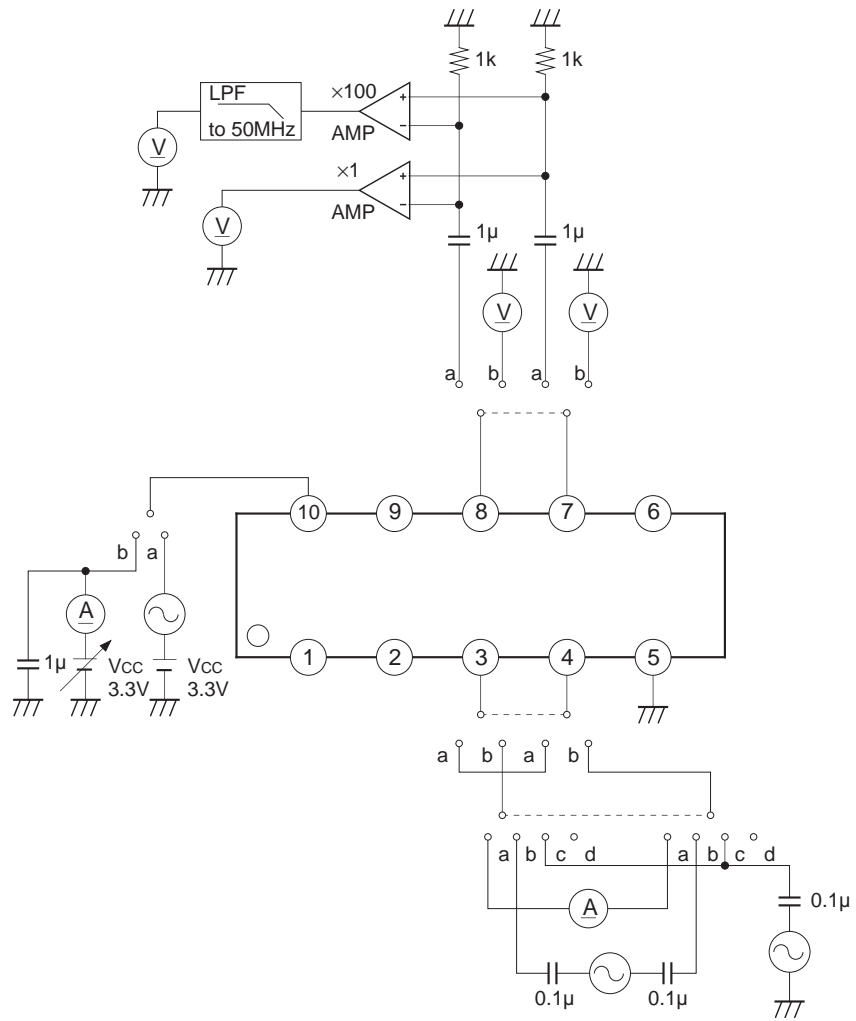 1k 1k
LPF
to 50MHz
×100
+
−
AMP
×1
+
−
AMP
V
V
1µ 1µ
V V
a b a b
10 9 8 7 6
b a
A
1µ
VCC
3.3V
VCC
3.3V
1 2 3 4 5
a b a b
a b c d a b c d
A
0.1µ
0.1µ 0.1µ